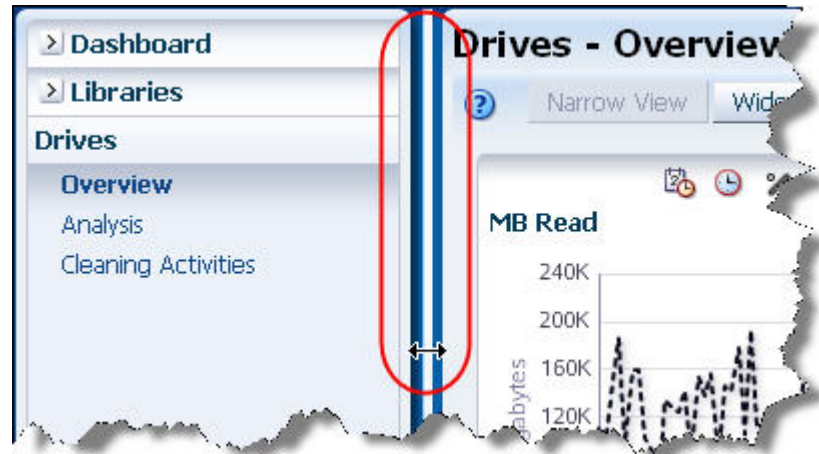 Dashboard
Libraries
Drives
Overview
Analysis
Cleaning Activities
Drives - Overview
Narrow View
MB Read
240K
200K
160K
120K